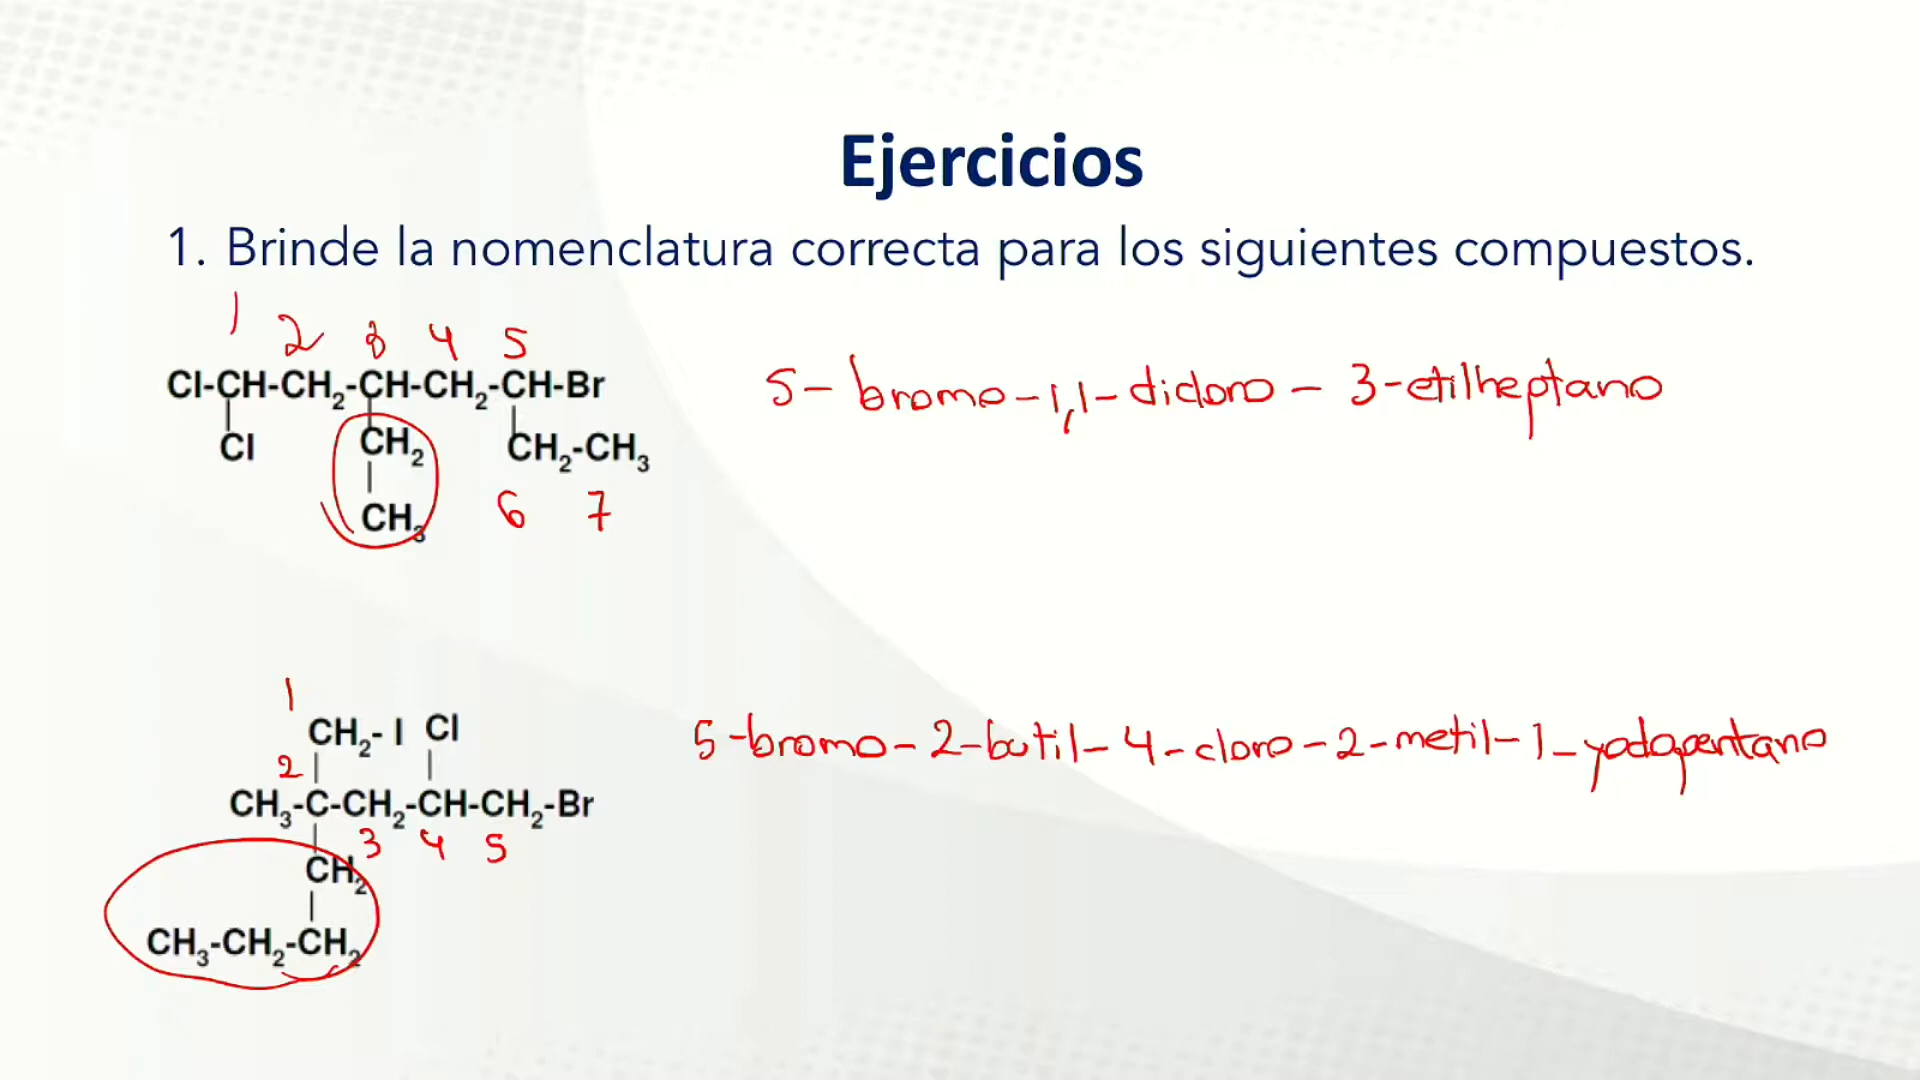 Ejercicios
1. Brinde la nomenclatura correcta para los siguientes compuestos.
1 2 3 4 5
Cl-CH-CH₂-CH-CH₂-CH-Br
Cl CH₂ CH₂-CH₃
CH₃ 6 7
5-bromo-1,1-dicloro-3-etilheptano
1
CH₂-I Cl
2
CH₃-C-CH₂-CH-CH₂-Br
3 4 5
CH₂
CH₃-CH₂-CH₂
5-bromo-2-butil-4-cloro-2-metil-1-yodopentano